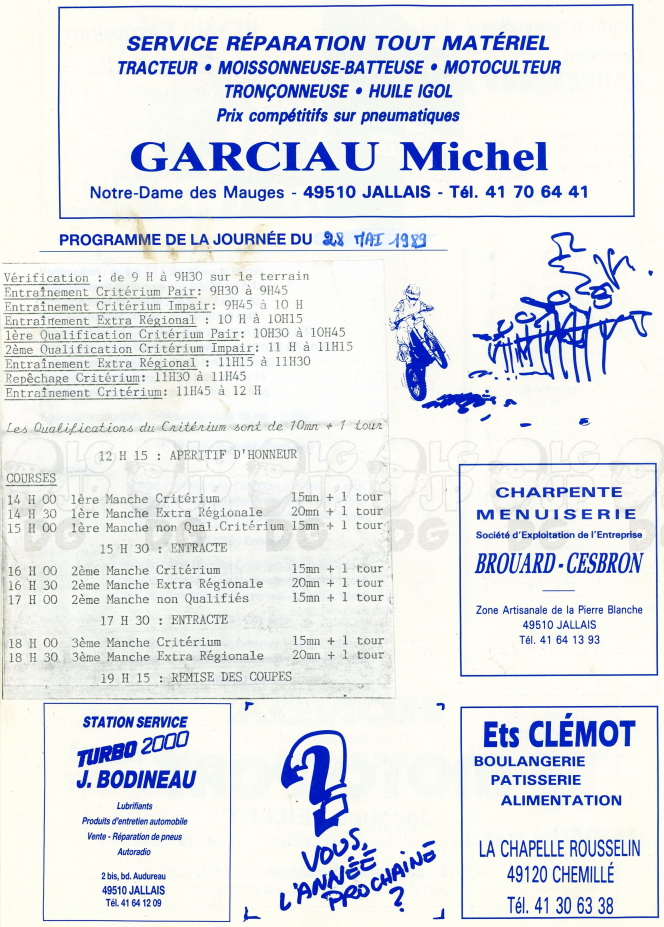 SERVICE RÉPARATION TOUT MATÉRIEL
TRACTEUR • MOISSONNEUSE-BATTEUSE • MOTOCULTEUR
TRONÇONNEUSE • HUILE IGOL
Prix compétitifs sur pneumatiques
GARCIAU Michel
Notre-Dame des Mauges - 49510 JALLAIS - Tél. 41 70 64 41
PROGRAMME DE LA JOURNÉE DU 28 MAI 1989
Vérification : de 9 H à 9H30 sur le terrain
Entraînement Critérium Pair: 9H30 à 9H45
Entraînement Critérium Impair: 9H45 à 10 H
Entraînement Extra Régional : 10 H à 10H15
1ère Qualification Critérium Pair: 10H30 à 10H45
2ème Qualification Critérium Impair: 11 H à 11H15
Entraînement Extra Régional : 11H15 à 11H30
Repêchage Critérium: 11H30 à 11H45
Entraînement Critérium: 11H45 à 12 H
Les Qualifications du Critérium sont de 10mn + 1 tour
12 H 15 : APERITIF D'HONNEUR
COURSES
14 H 00 1ère Manche Critérium 15mn + 1 tour
14 H 30 1ère Manche Extra Régionale 20mn + 1 tour
15 H 00 1ère Manche non Qual.Critérium 15mn + 1 tour
15 H 30 : ENTRACTE
16 H 00 2ème Manche Critérium 15mn + 1 tour
16 H 30 2ème Manche Extra Régionale 20mn + 1 tour
17 H 00 2ème Manche non Qualifiés 15mn + 1 tour
17 H 30 : ENTRACTE
18 H 00 3ème Manche Critérium 15mn + 1 tour
18 H 30 3ème Manche Extra Régionale 20mn + 1 tour
19 H 15 : REMISE DES COUPES
CHARPENTE
MENUISERIE
Société d'Exploitation de l'Entreprise
BROUARD - CESBRON
Zone Artisanale de la Pierre Blanche
49510 JALLAIS
Tél. 41 64 13 93
STATION SERVICE
TURBO 2000
J. BODINEAU
Lubrifiants
Produits d'entretien automobile
Vente - Réparation de pneus
Autoradio
2 bis, bd. Audureau
49510 JALLAIS
Tél. 41 64 12 09
?
VOUS,
L'ANNÉE
PROCHAINE
?
Ets CLÉMOT
BOULANGERIE
PATISSERIE
ALIMENTATION
LA CHAPELLE ROUSSELIN
49120 CHEMILLÉ
Tél. 41 30 63 38